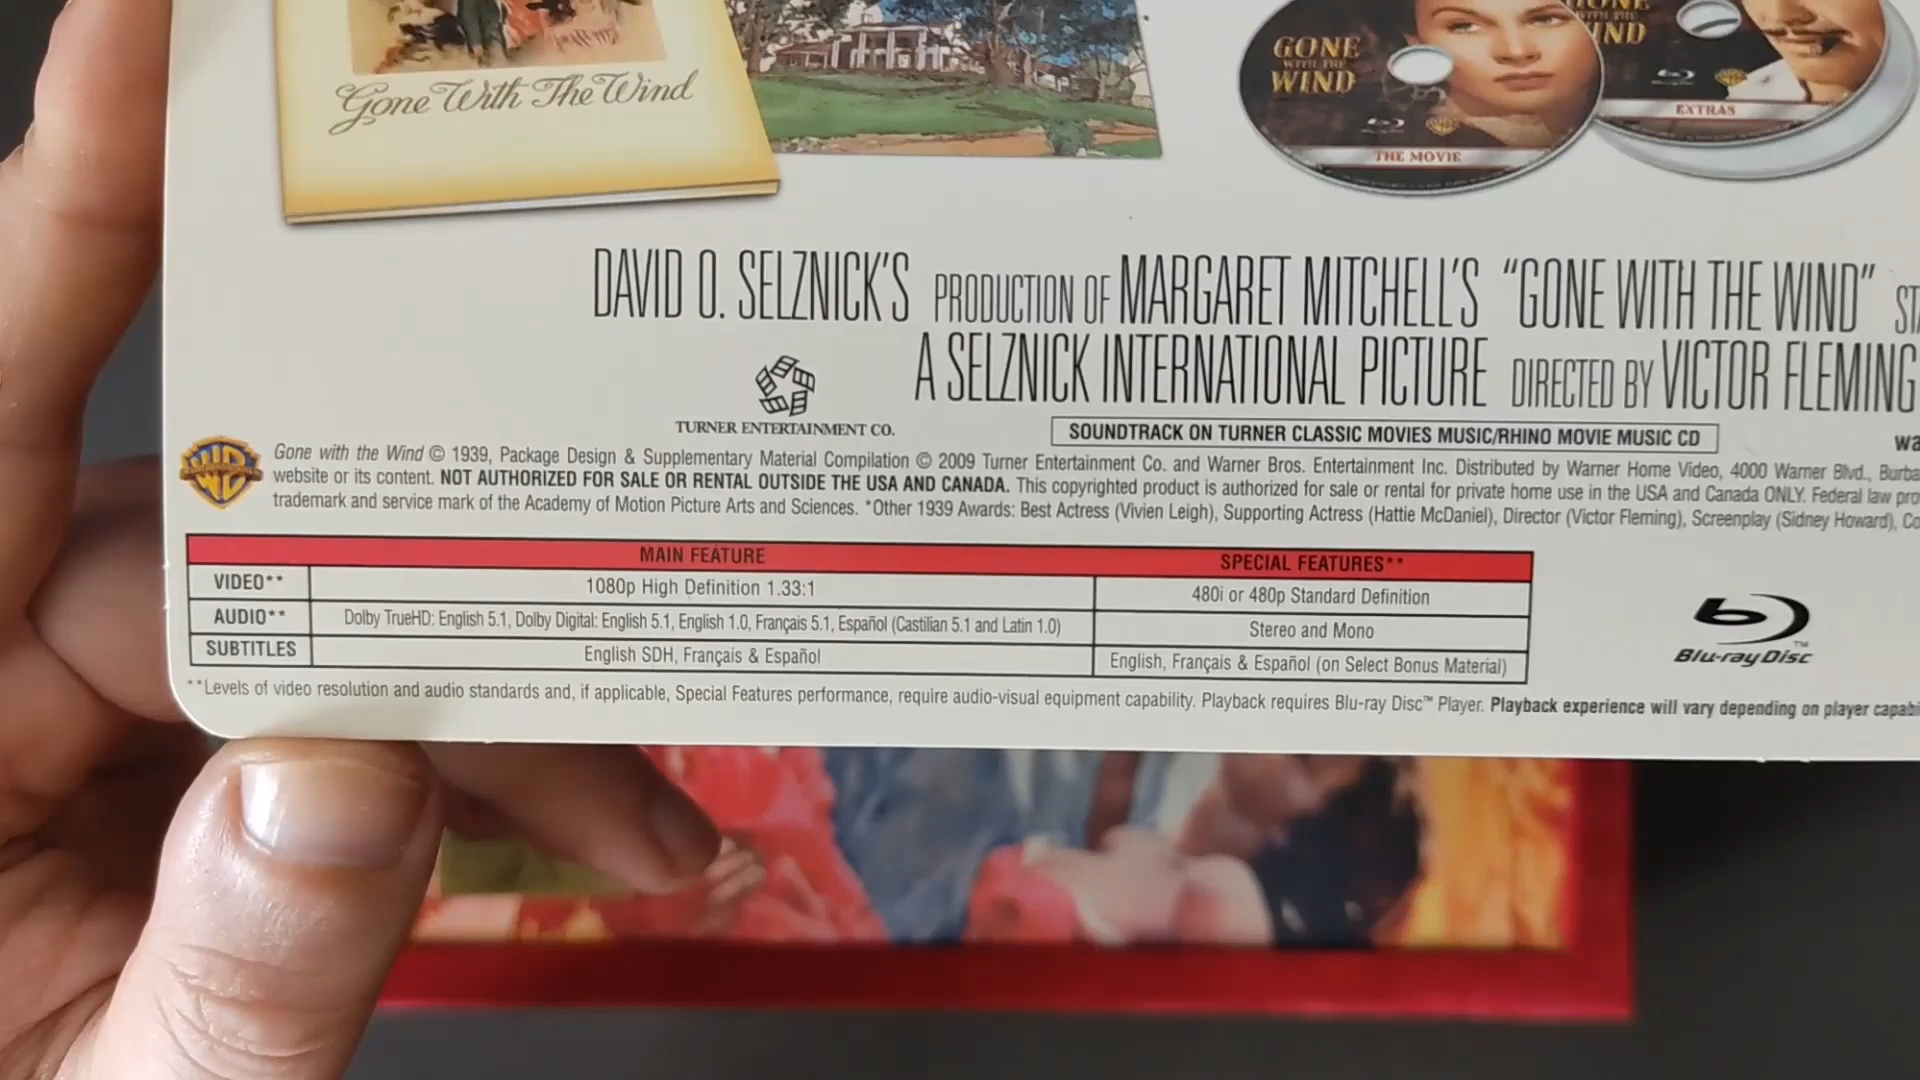 Gone With The Wind
GONE
WITH THE
WIND
THE MOVIE
WITH THE
WIND
EXTRAS
DAVID O. SELZNICK'S PRODUCTION OF MARGARET MITCHELL'S "GONE WITH THE WIND"
A SELZNICK INTERNATIONAL PICTURE DIRECTED BY VICTOR FLEMING
TURNER ENTERTAINMENT CO.
SOUNDTRACK ON TURNER CLASSIC MOVIES MUSIC/RHINO MOVIE MUSIC CD
Gone with the Wind © 1939, Package Design & Supplementary Material Compilation © 2009 Turner Entertainment Co. and Warner Bros. Entertainment Inc. Distributed by Warner Home Video, 4000 Warner Blvd.,
website or its content. NOT AUTHORIZED FOR SALE OR RENTAL OUTSIDE THE USA AND CANADA. This copyrighted product is authorized for sale or rental for private home use in the USA and Canada ONLY. Federal law
trademark and service mark of the Academy of Motion Picture Arts and Sciences. *Other 1939 Awards: Best Actress (Vivien Leigh), Supporting Actress (Hattie McDaniel), Director (Victor Fleming), Screenplay (Sidney Howard),
MAIN FEATURE SPECIAL FEATURES**
VIDEO** 1080p High Definition 1.33:1 480i or 480p Standard Definition
AUDIO** Dolby TrueHD: English 5.1, Dolby Digital: English 5.1, English 1.0, Français 5.1, Español (Castilian 5.1 and Latin 1.0) Stereo and Mono
SUBTITLES English SDH, Français & Español English, Français & Español (on Select Bonus Material)
Blu-ray Disc™
**Levels of video resolution and audio standards and, if applicable, Special Features performance, require audio-visual equipment capability. Playback requires Blu-ray Disc™ Player. Playback experience will vary depending on player